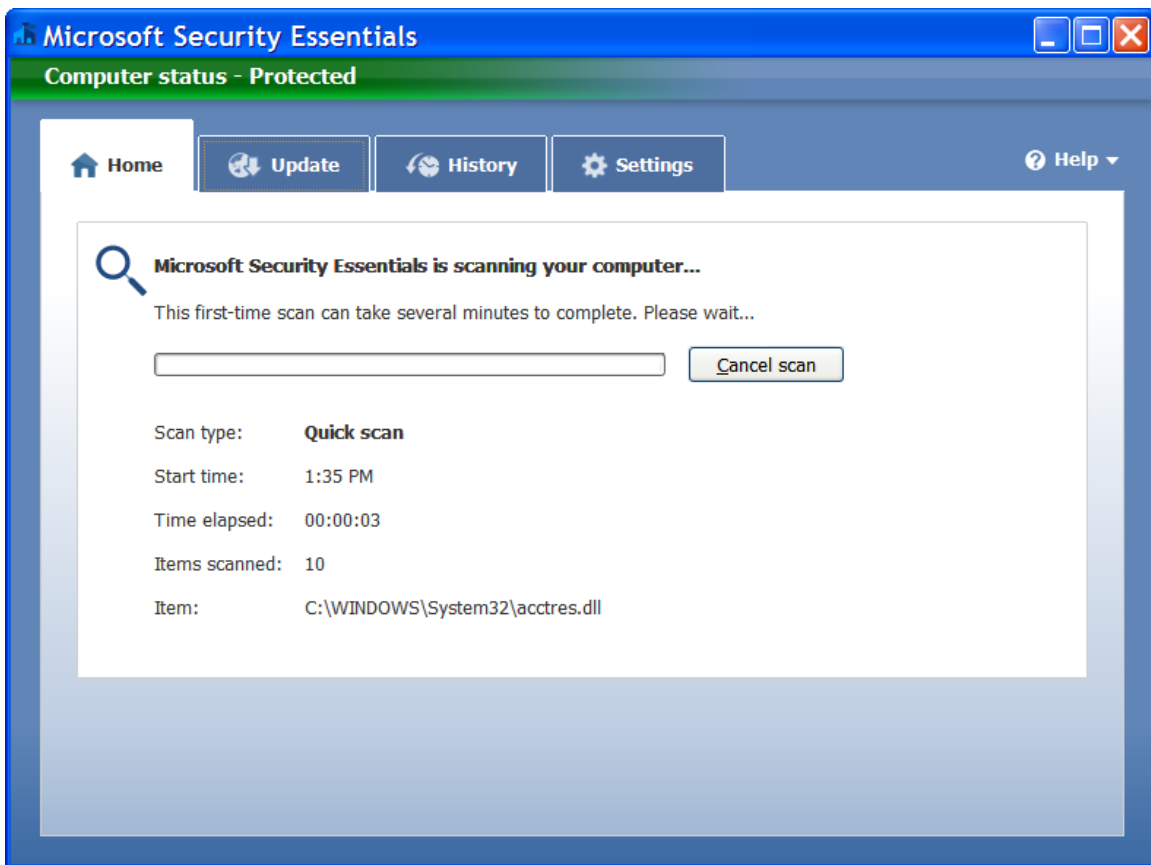 Microsoft Security Essentials
Computer status - Protected
Home Update History Settings Help
Microsoft Security Essentials is scanning your computer...
This first-time scan can take several minutes to complete. Please wait...
Cancel scan
Scan type: Quick scan
Start time: 1:35 PM
Time elapsed: 00:00:03
Items scanned: 10
Item: C:\WINDOWS\System32\acctres.dll